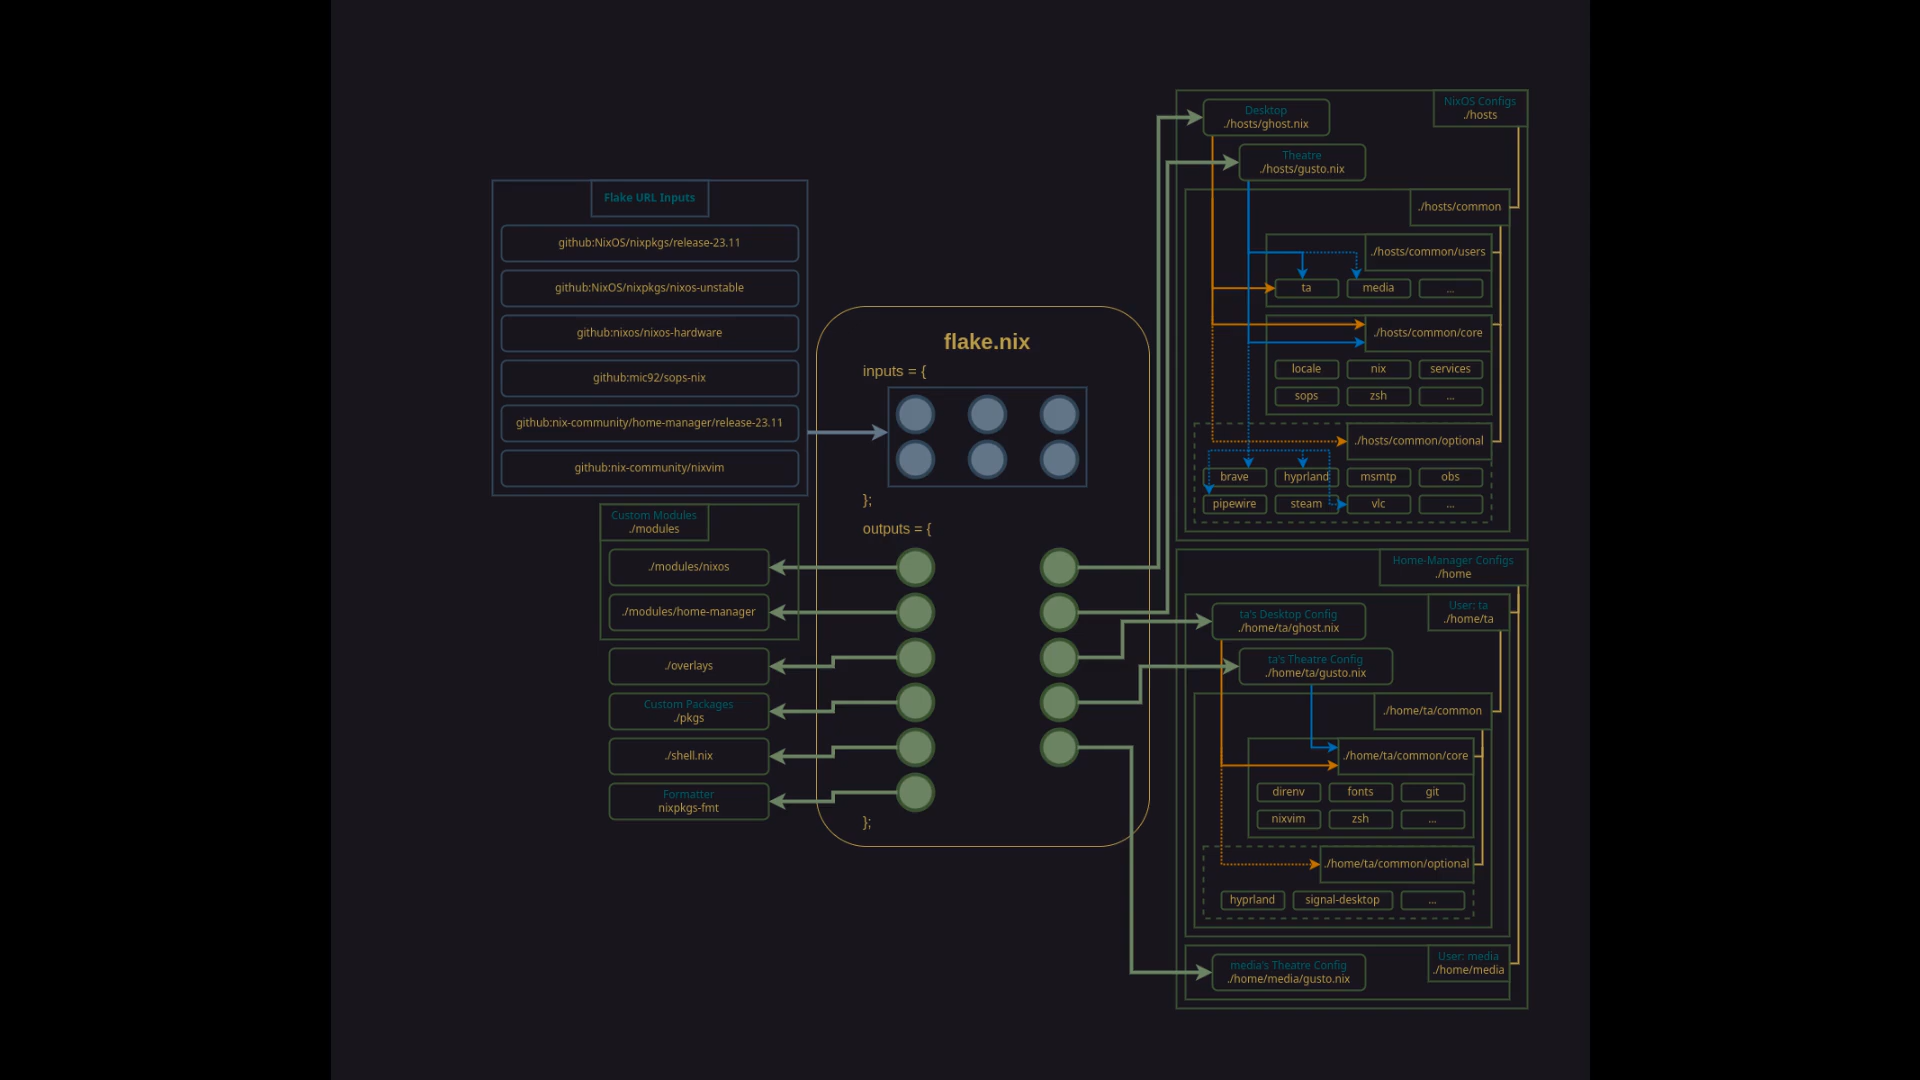 Flake URL Inputs
github:NixOS/nixpkgs/release-23.11
github:NixOS/nixpkgs/nixos-unstable
github:nixos/nixos-hardware
github:mic92/sops-nix
github:nix-community/home-manager/release-23.11
github:nix-community/nixvim
Custom Modules
./modules
./modules/nixos
./modules/home-manager
./overlays
Custom Packages
./pkgs
./shell.nix
Formatter
nixpkgs-fmt
flake.nix
inputs = {
};
outputs = {
};
NixOS Configs
./hosts
Desktop
./hosts/ghost.nix
Theatre
./hosts/gusto.nix
./hosts/common
./hosts/common/users
ta
media
...
./hosts/common/core
locale
nix
services
sops
zsh
...
./hosts/common/optional
brave
hyprland
msmtp
obs
pipewire
steam
vlc
...
Home-Manager Configs
./home
User: ta
./home/ta
ta's Desktop Config
./home/ta/ghost.nix
ta's Theatre Config
./home/ta/gusto.nix
./home/ta/common
./home/ta/common/core
direnv
fonts
git
nixvim
zsh
...
./home/ta/common/optional
hyprland
signal-desktop
...
User: media
./home/media
media's Theatre Config
./home/media/gusto.nix